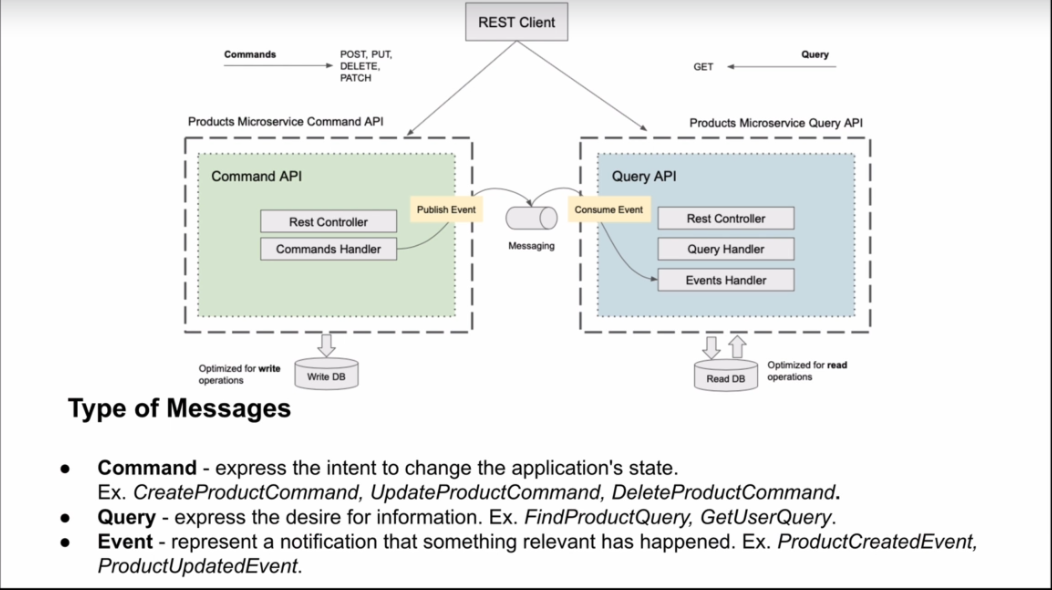 REST Client
Commands
POST, PUT,
DELETE,
PATCH
Query
GET
Products Microservice Command API
Products Microservice Query API
Command API
Rest Controller
Commands Handler
Publish Event
Messaging
Consume Event
Query API
Rest Controller
Query Handler
Events Handler
Optimized for write
operations
Write DB
Read DB
Optimized for read
operations
Type of Messages
● Command - express the intent to change the application's state.
Ex. CreateProductCommand, UpdateProductCommand, DeleteProductCommand.
● Query - express the desire for information. Ex. FindProductQuery, GetUserQuery.
● Event - represent a notification that something relevant has happened. Ex. ProductCreatedEvent,
ProductUpdatedEvent.